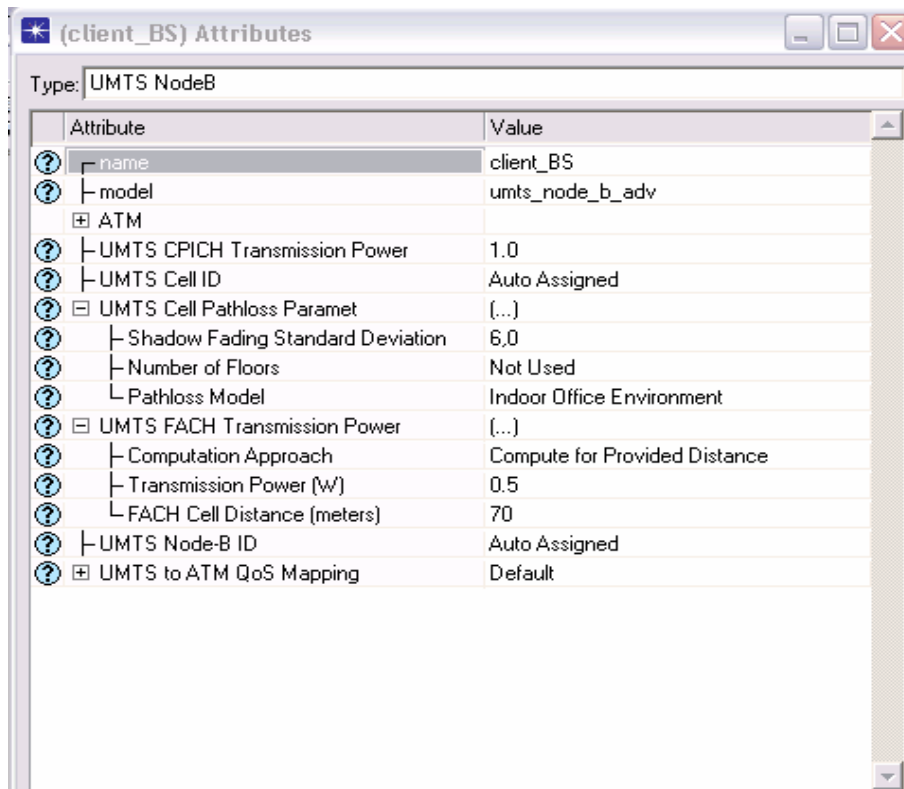 (client_BS) Attributes
Type: UMTS NodeB
Attribute Value
name client_BS
model umts_node_b_adv
ATM
UMTS CPICH Transmission Power 1.0
UMTS Cell ID Auto Assigned
UMTS Cell Pathloss Paramet (...)
Shadow Fading Standard Deviation 6,0
Number of Floors Not Used
Pathloss Model Indoor Office Environment
UMTS FACH Transmission Power (...)
Computation Approach Compute for Provided Distance
Transmission Power (W) 0.5
FACH Cell Distance (meters) 70
UMTS Node-B ID Auto Assigned
UMTS to ATM QoS Mapping Default